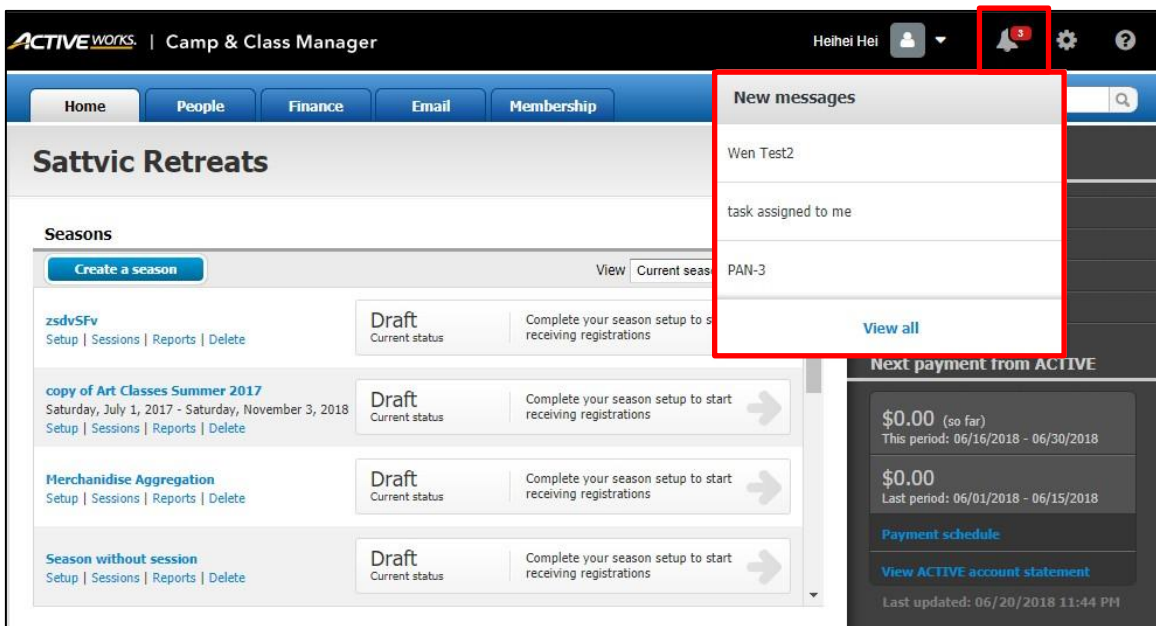 ACTIVE WORKS. | Camp & Class Manager
Heihei Hei
3
Home
People
Finance
Email
Membership
New messages
Wen Test2
task assigned to me
PAN-3
View all
Sattvic Retreats
Seasons
Create a season
View
zsdvSFv
Setup | Sessions | Reports | Delete
Draft
Current status
Complete your season setup to
receiving registrations
copy of Art Classes Summer 2017
Saturday, July 1, 2017 - Saturday, November 3, 2018
Setup | Sessions | Reports | Delete
Draft
Current status
Complete your season setup to start
receiving registrations
Merchanidise Aggregation
Setup | Sessions | Reports | Delete
Draft
Current status
Complete your season setup to start
receiving registrations
Season without session
Setup | Sessions | Reports | Delete
Draft
Current status
Complete your season setup to start
receiving registrations
Next payment from ACTIVE
$0.00 (so far)
This period: 06/16/2018 - 06/30/2018
$0.00
Last period: 06/01/2018 - 06/15/2018
Payment schedule
View ACTIVE account statement
Last updated: 06/20/2018 11:44 PM